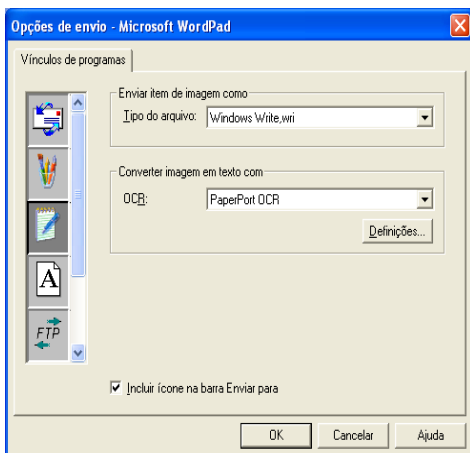 Opções de envio - Microsoft WordPad
Vínculos de programas
Enviar item de imagem como
Tipo do arquivo: Windows Write,wri
Converter imagem em texto com
OCR: PaperPort OCR
Definições...
A
FTP
Incluir ícone na barra Enviar para
OK Cancelar Ajuda